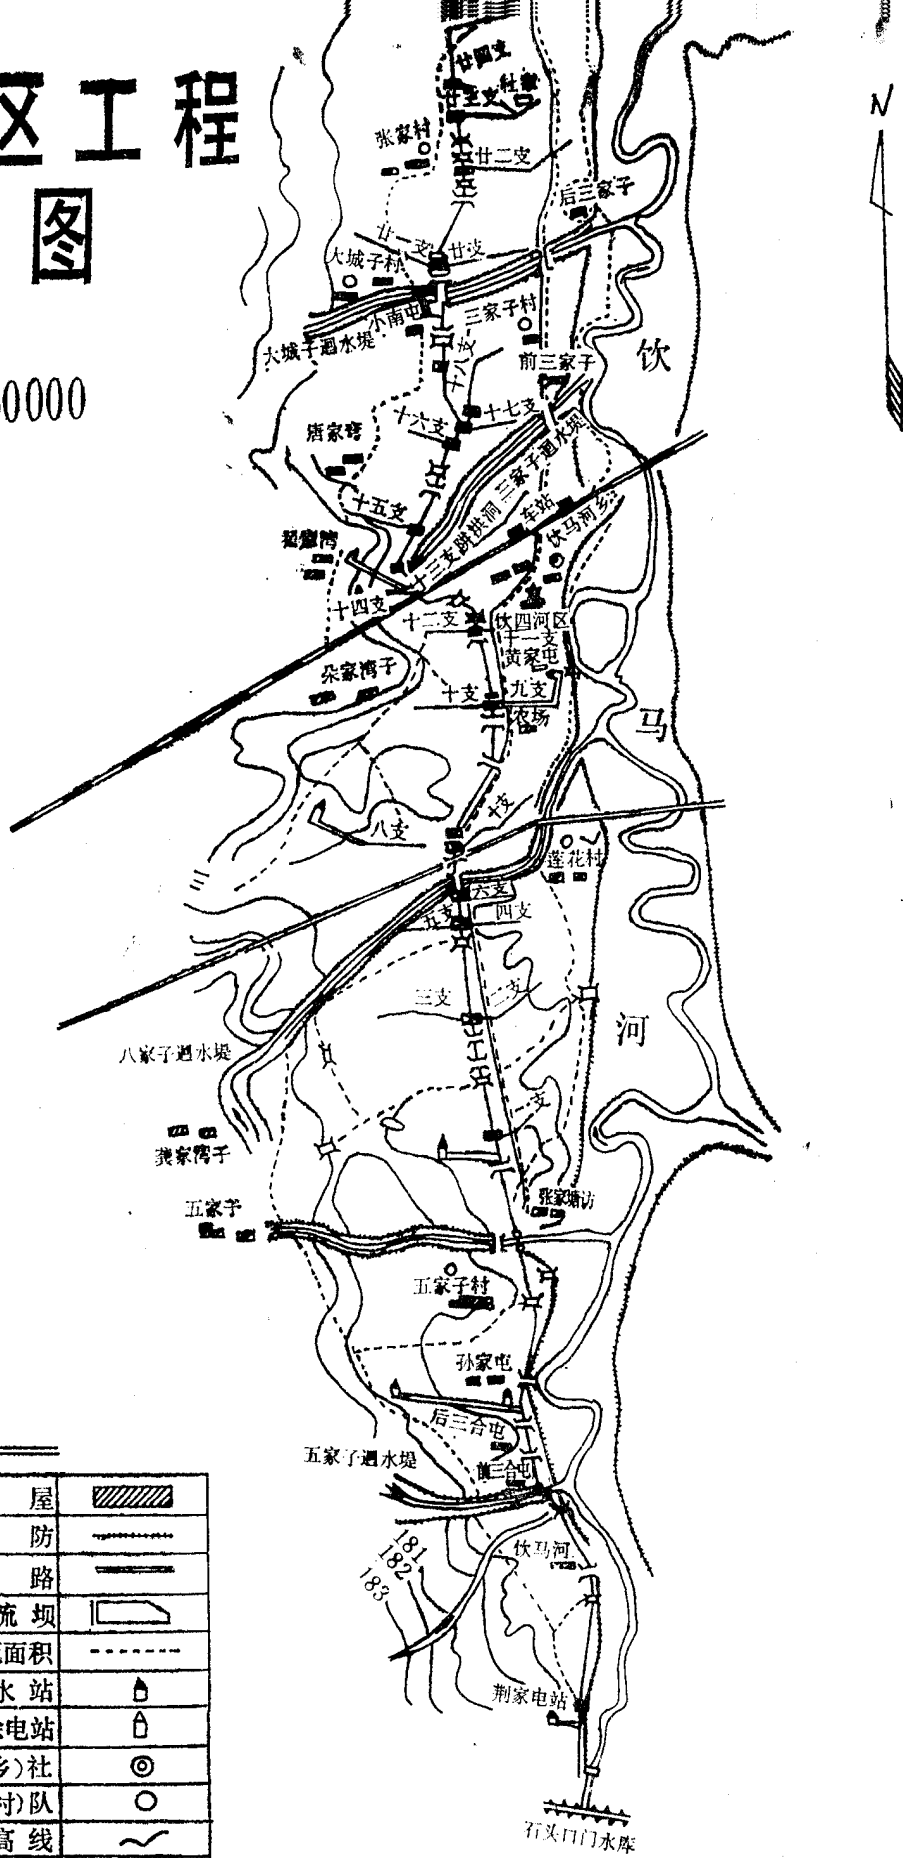 区工程
图
0000
N
廿四支
廿三支
张家村
廿二支
后三家子
廿一支
廿支
大城子村
小南屯
三家子村
大城子迴水堤
十八支
前三家子
饮
十六支
十七支
唐家弯
三家子迴水堤
十五支
车站
饮马河乡
十三支阴拱洞
十四支
十二支
饮四河区
十一支
黄家屯
朵家湾子
十支
九支
农场
马
八支
七支
莲花村
六支
五支
四支
三支
二支
河
八家子迴水堤
一支
龚家湾子
五家子
五家子村
孙家屯
后三合屯
五家子迴水堤
前三合屯
屋
防
路
流坝
面积
水站
电站
乡)社
村)队
高线
181
182
183
饮马河
荆家电站
石头口门水库